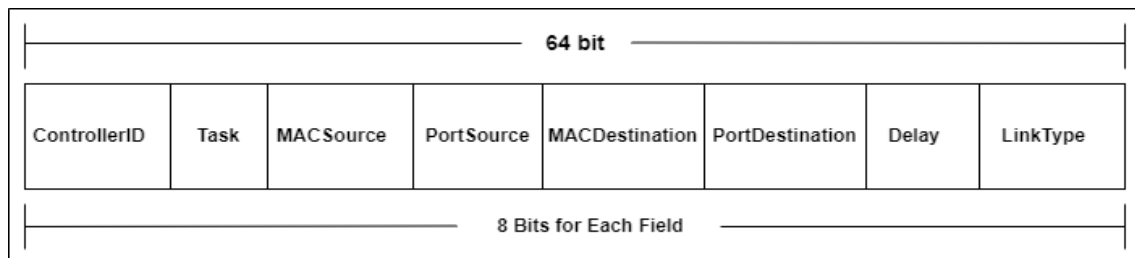 64 bit
ControllerID Task MACSource PortSource MACDestination PortDestination Delay LinkType
8 Bits for Each Field